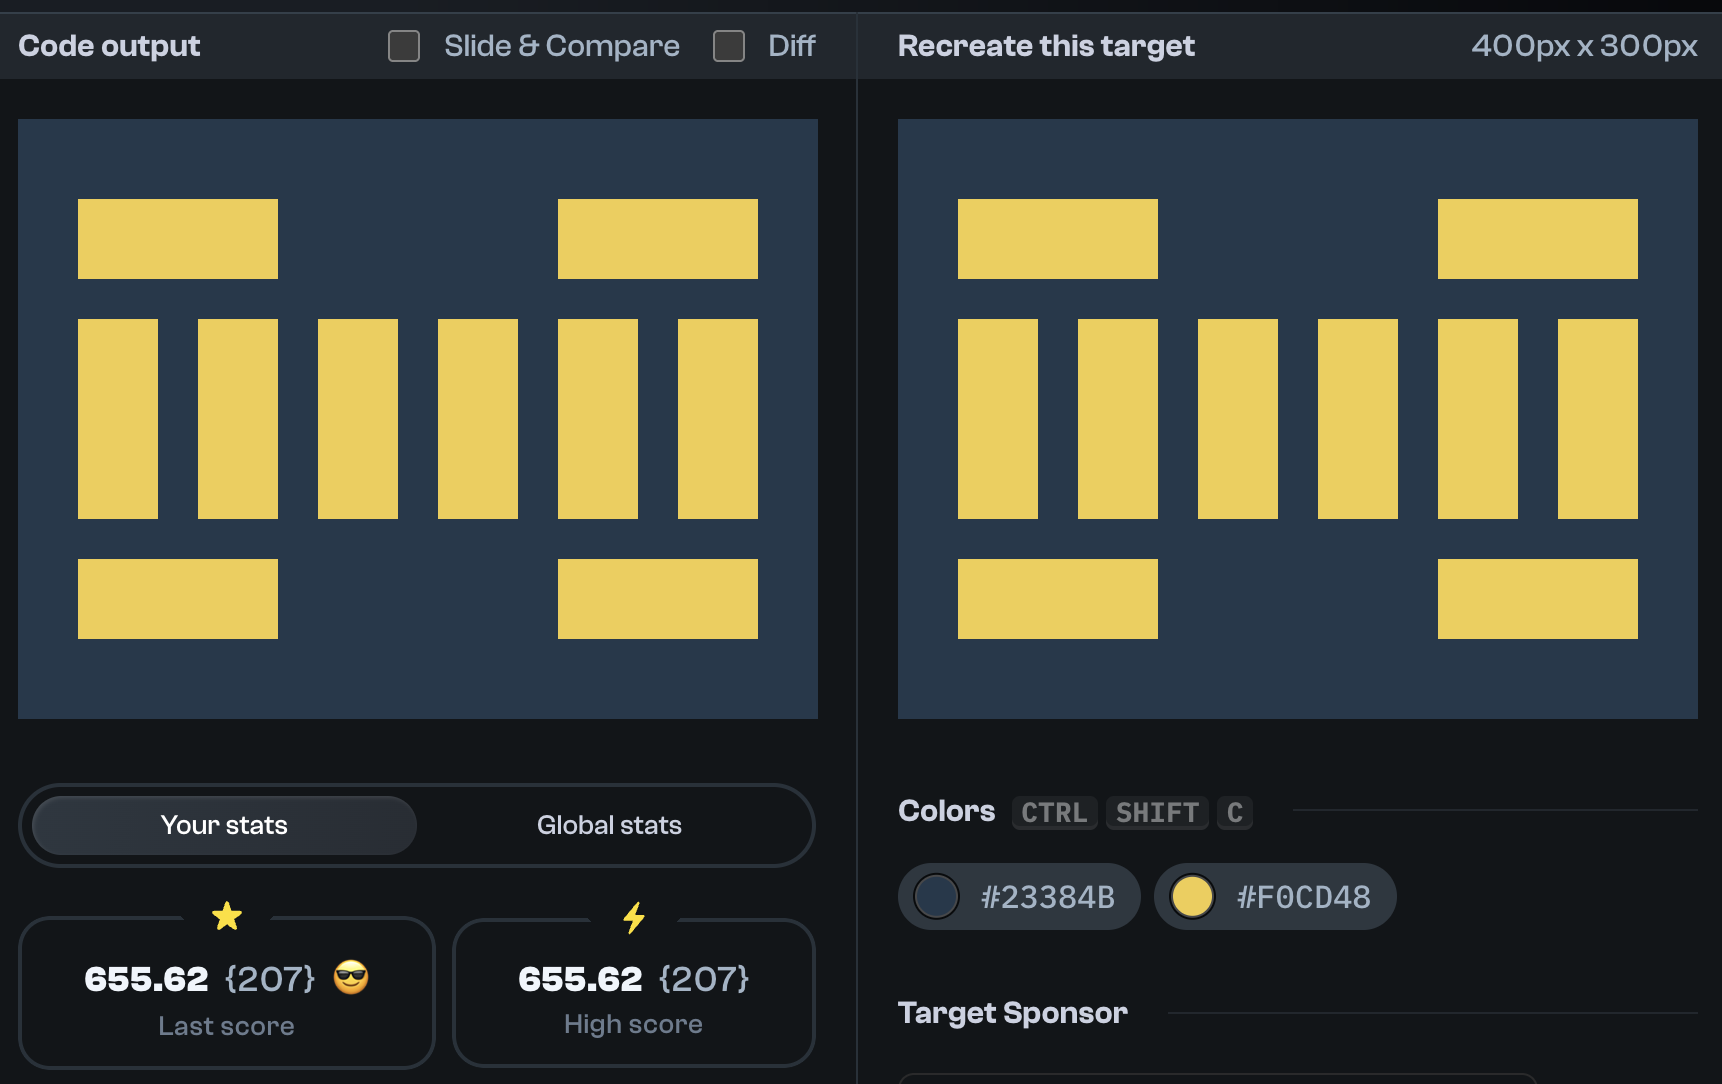 Code output
Slide & Compare
Diff
Recreate this target
400px x 300px
Your stats
Global stats
655.62 {207} 😎
Last score
655.62 {207}
High score
Colors CTRL SHIFT C
#23384B
#F0CD48
Target Sponsor